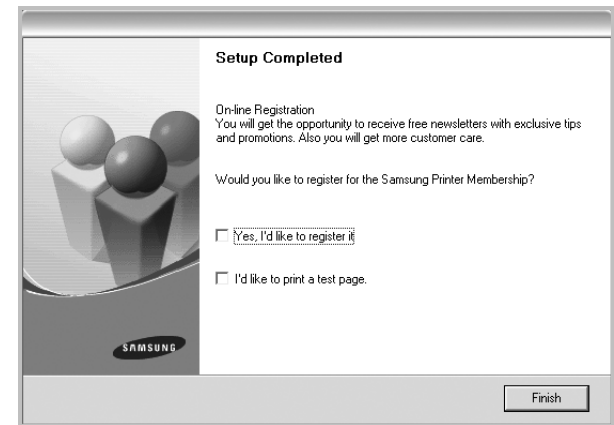 Setup Completed
On-line Registration
You will get the opportunity to receive free newsletters with exclusive tips
and promotions. Also you will get more customer care.
Would you like to register for the Samsung Printer Membership?
Yes, I'd like to register it
I'd like to print a test page.
SAMSUNG
Finish